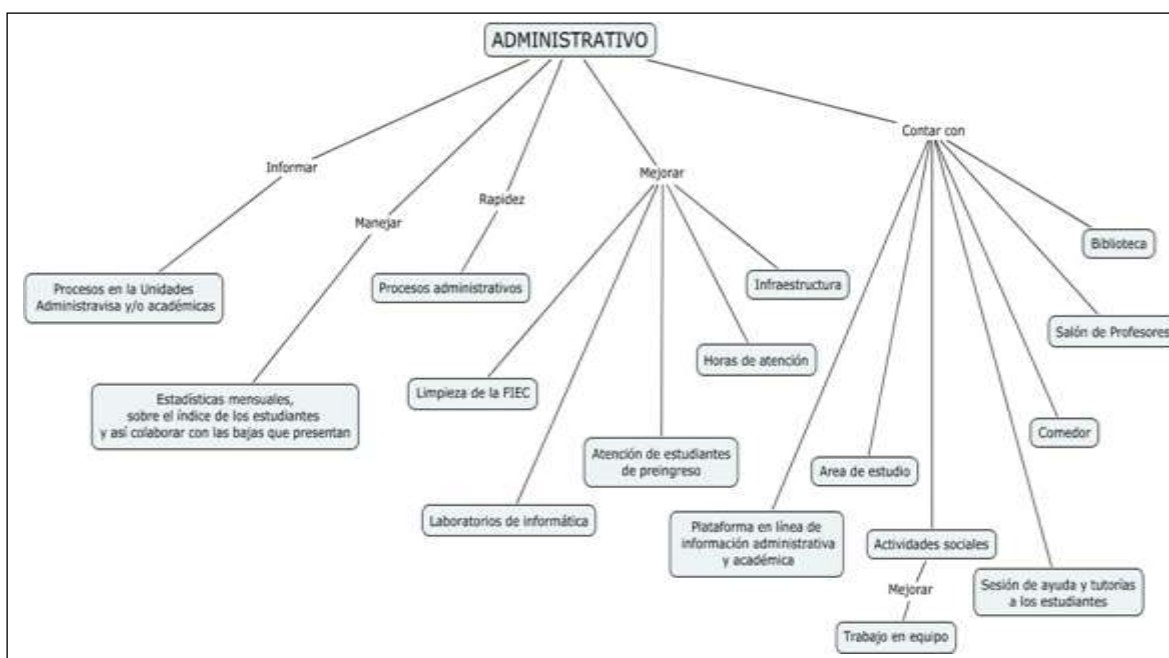 ADMINISTRATIVO
Contar con
Informar
Mejorar
Rapidez
Manejar
Biblioteca
Procesos en la Unidades
Administravisa y/o académicas
Procesos administrativos
Infraestructura
Salón de Profesores
Horas de atención
Limpieza de la FIEC
Estadísticas mensuales,
sobre el índice de los estudiantes
y así colaborar con las bajas que presentan
Comedor
Atención de estudiantes
de preingreso
Area de estudio
Laboratorios de informática
Plataforma en línea de
información administrativa
y académica
Actividades sociales
Mejorar
Sesión de ayuda y tutorías
a los estudiantes
Trabajo en equipo